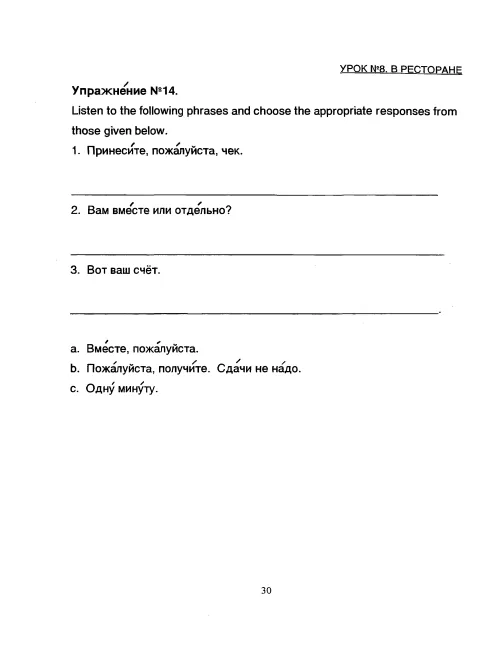 УРОК №8. В РЕСТОРАНЕ
Упражне́ние №14.
Listen to the following phrases and choose the appropriate responses from
those given below.
1. Принеси́те, пожа́луйста, чек.
2. Вам вме́сте или отде́льно?
3. Вот ваш счёт.
a. Вме́сте, пожа́луйста.
b. Пожа́луйста, получи́те. Сда́чи не на́до.
c. Одну́ мину́ту.
30